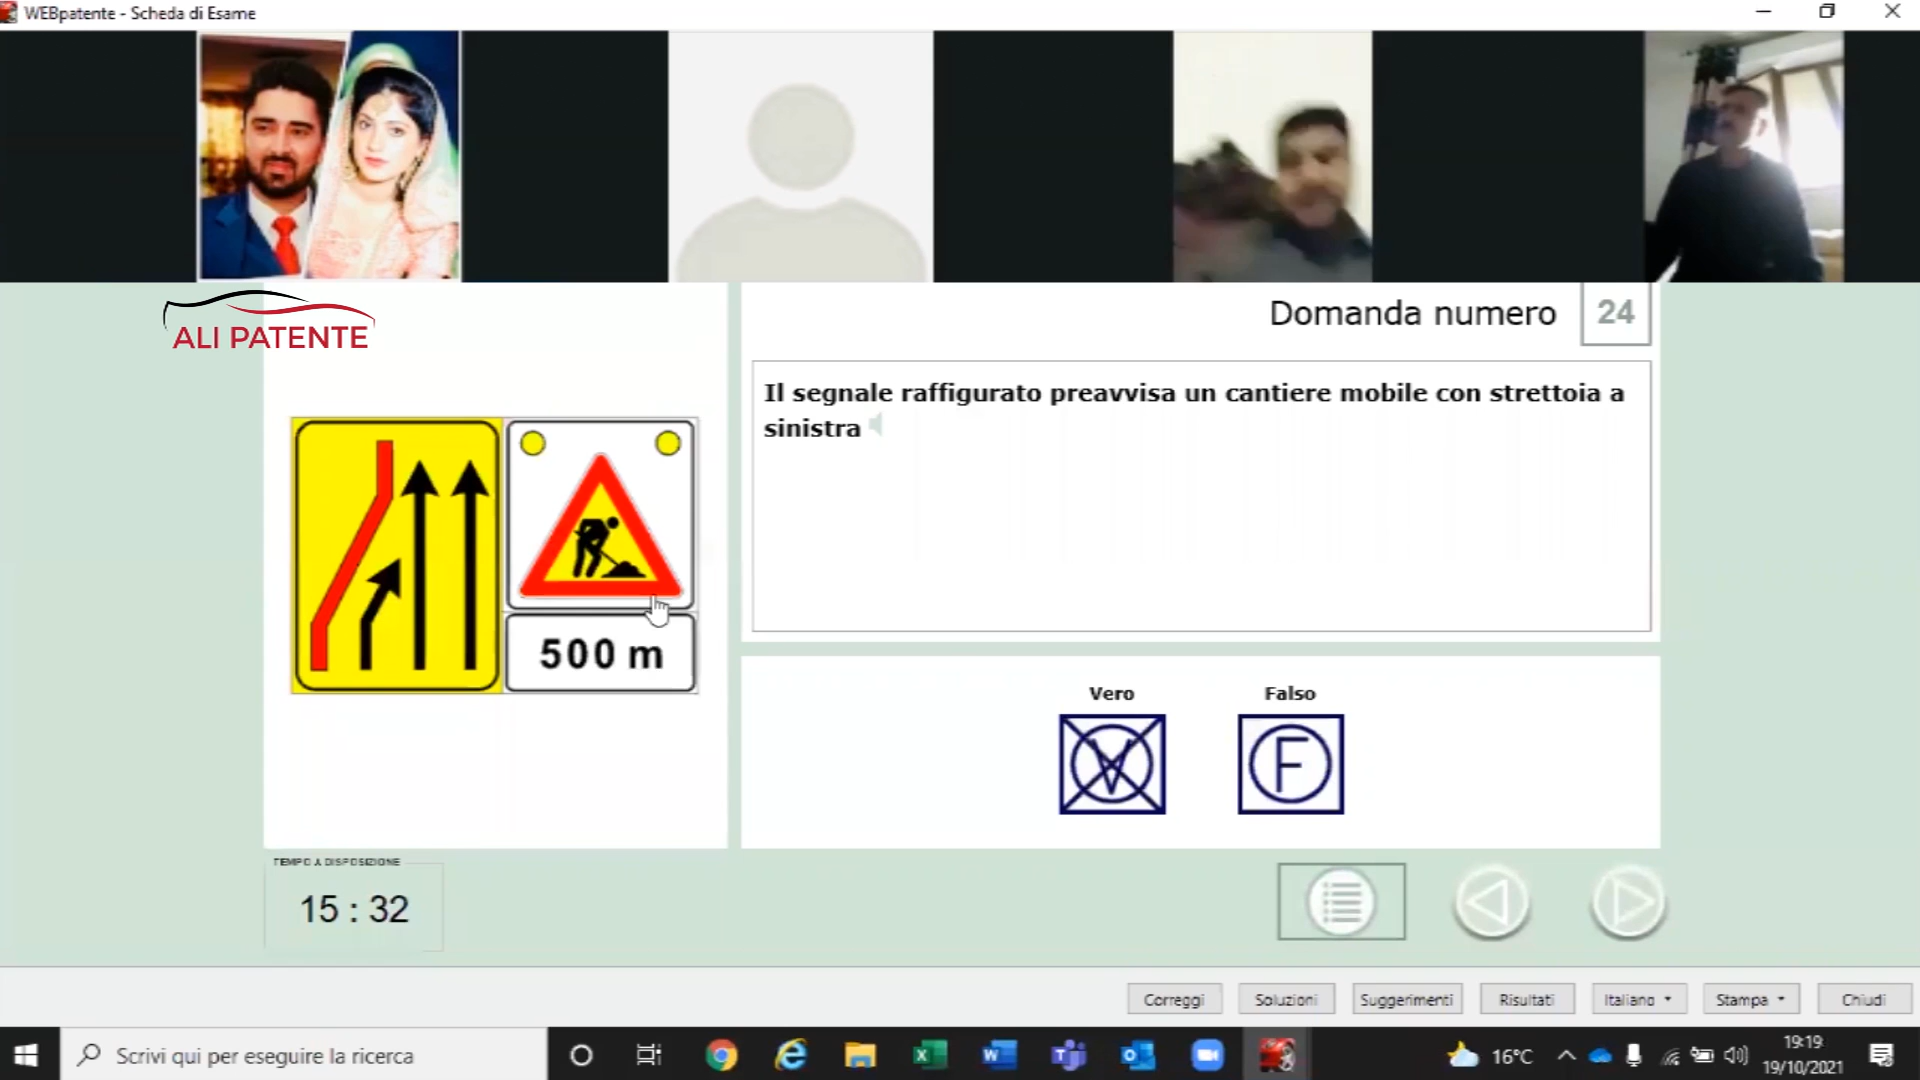 WEBpatente - Scheda di Esame
ALI PATENTE
Domanda numero 24
Il segnale raffigurato preavvisa un cantiere mobile con strettoia a
sinistra
500 m
Vero Falso
V F
TEMPO A DISPOSIZIONE
15 : 32
Correggi Soluzioni Suggerimenti Risultati Italiano Stampa Chiudi
Scrivi qui per eseguire la ricerca
16°C
19:19
19/10/2021